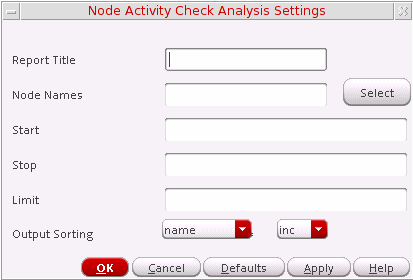 Node Activity Check Analysis Settings
Report Title
Node Names
Select
Start
Stop
Limit
Output Sorting name inc
OK Cancel Defaults Apply Help